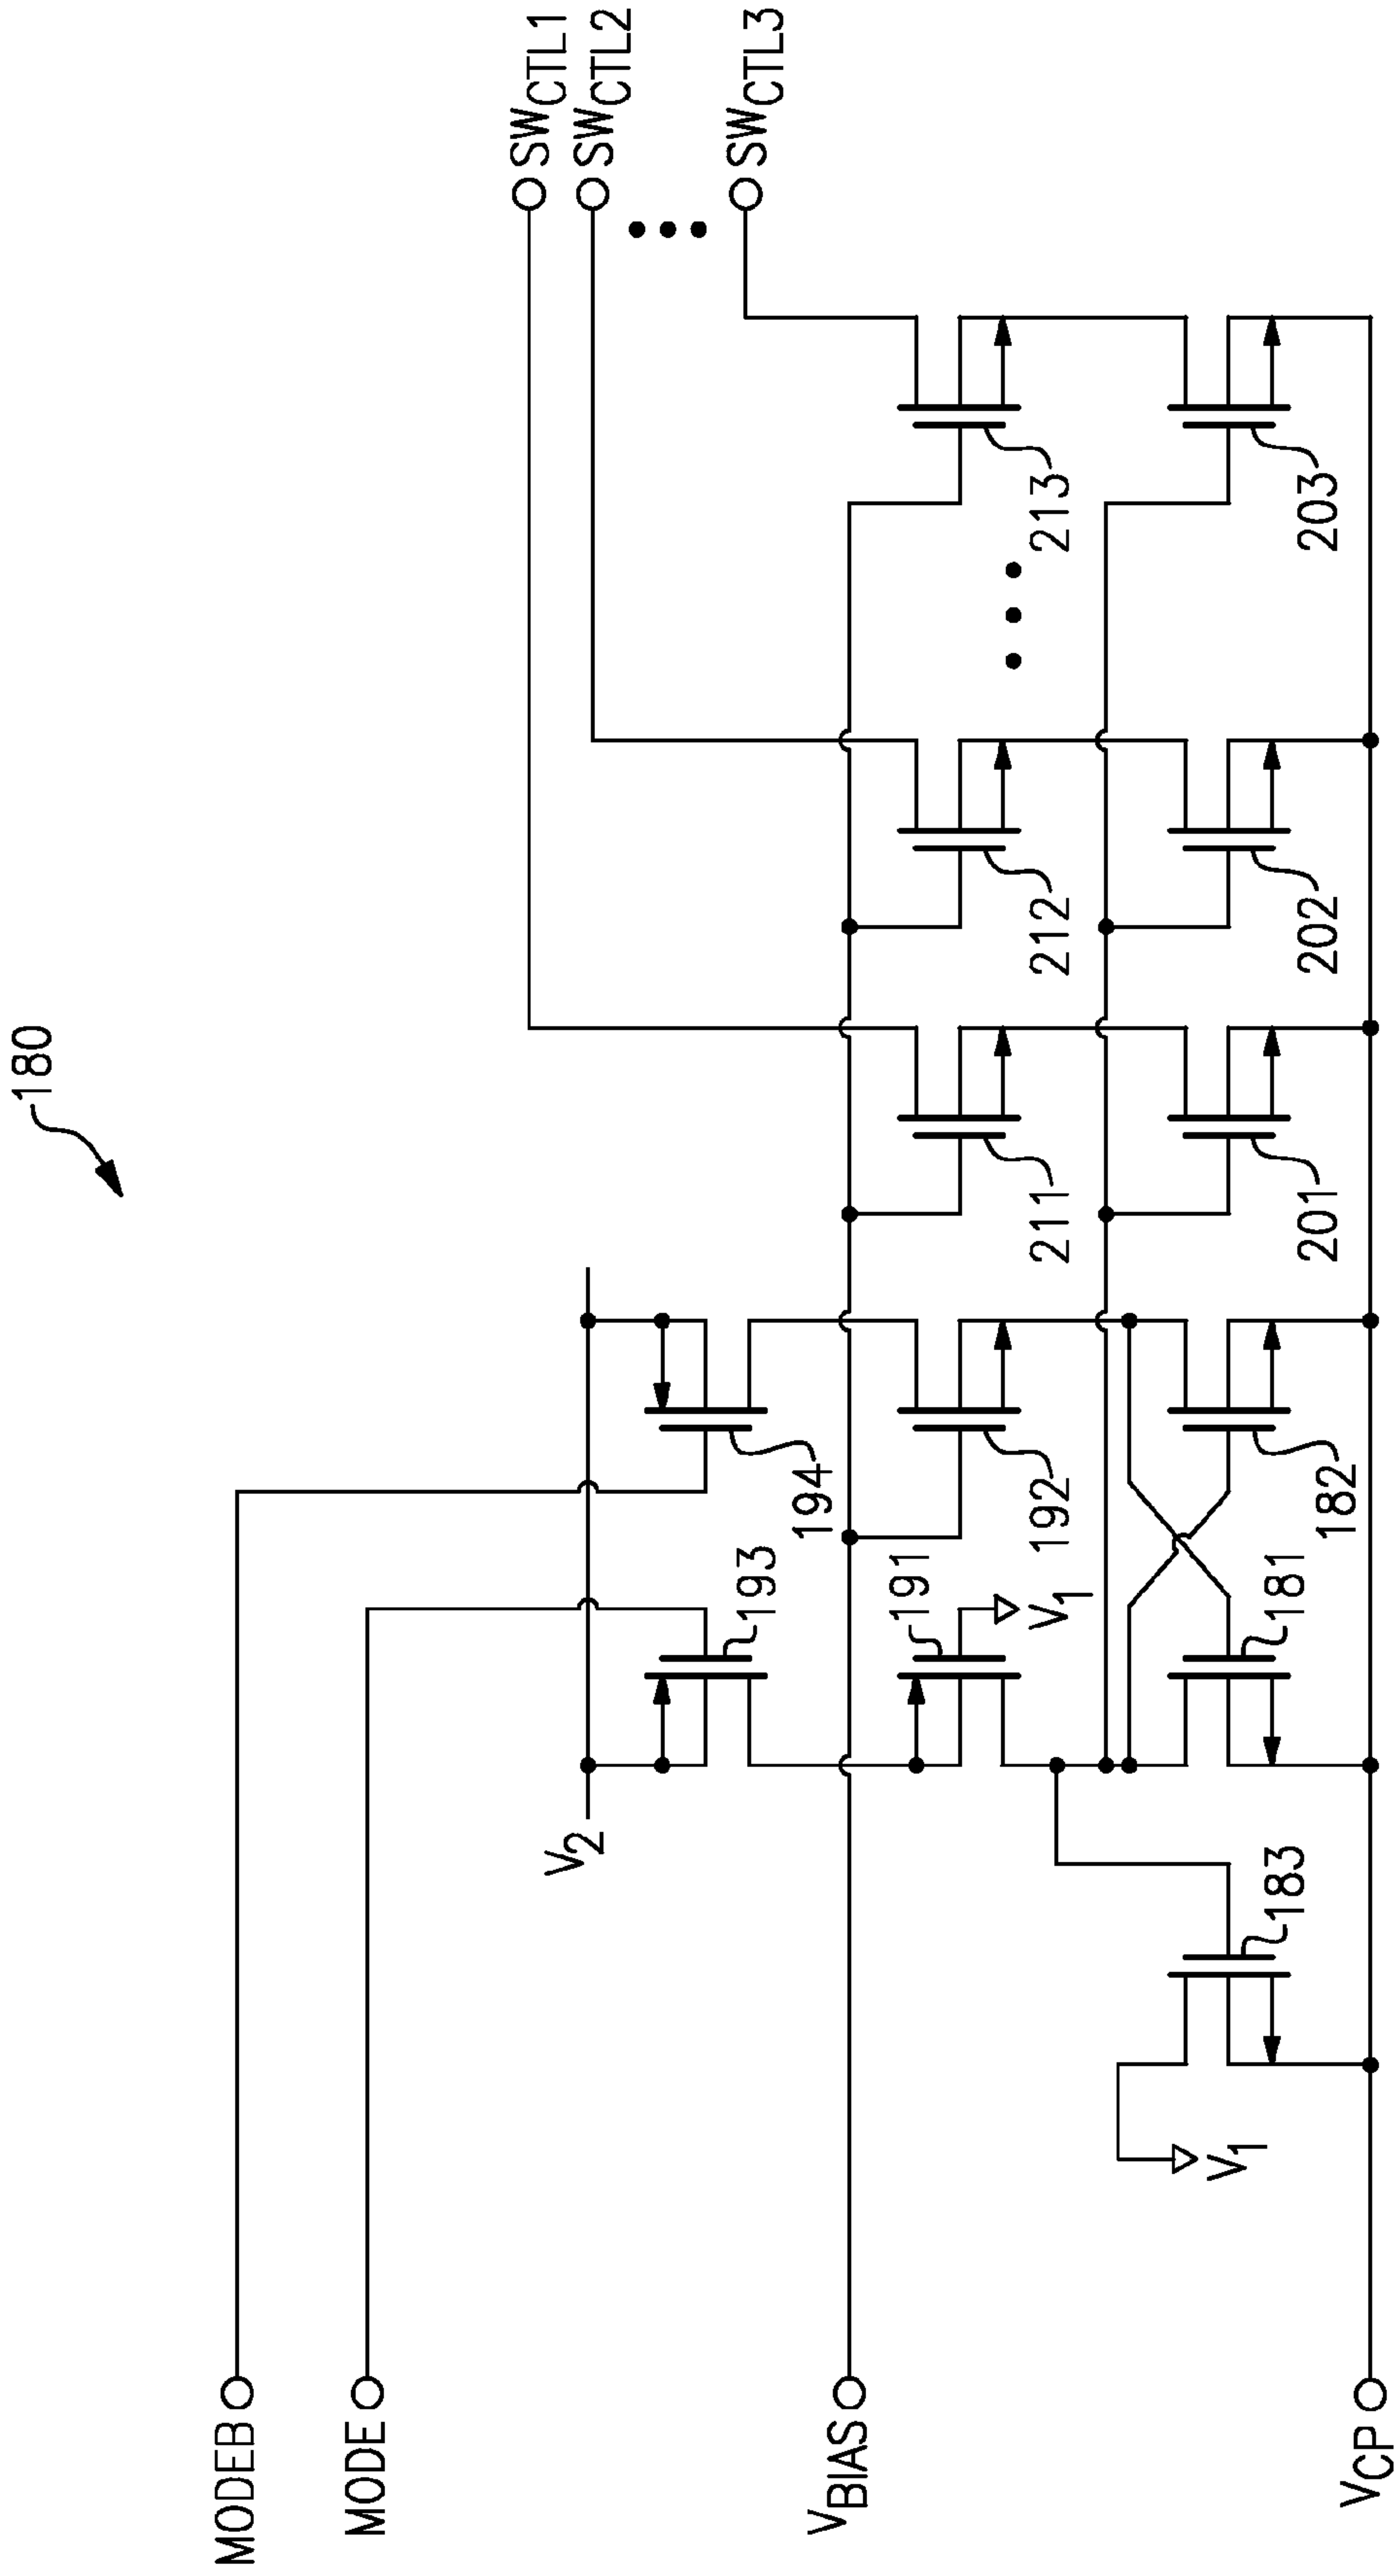 180
MODEB
MODE
VBIAS
VCP
SWCTL1
SWCTL2
SWCTL3
V2
194
193
192
191
V1
182
181
183
V1
211
212
213
201
202
203